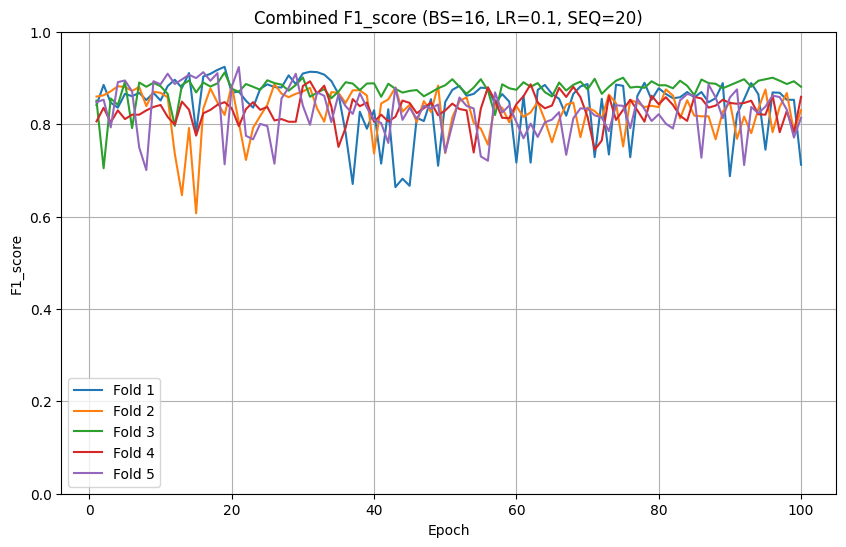 Combined F1_score (BS=16, LR=0.1, SEQ=20)
1.0
0.8
0.6
0.4
0.2
0.0
F1_score
Fold 1
Fold 2
Fold 3
Fold 4
Fold 5
0 20 40 60 80 100
Epoch